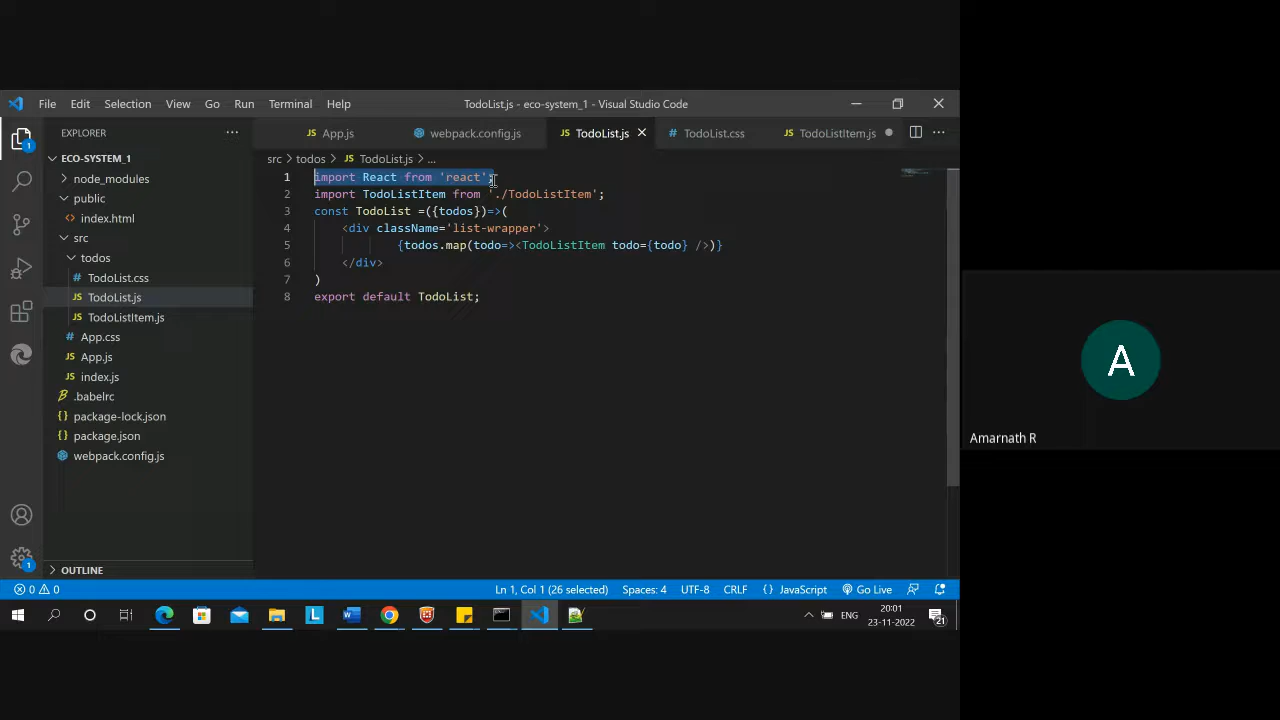 File Edit Selection View Go Run Terminal Help
TodoList.js - eco-system_1 - Visual Studio Code
EXPLORER
App.js
webpack.config.js
TodoList.js
TodoList.css
TodoListItem.js
ECO-SYSTEM_1
node_modules
public
index.html
src
todos
TodoList.css
TodoList.js
TodoListItem.js
App.css
App.js
index.js
.babelrc
package-lock.json
package.json
webpack.config.js
OUTLINE
src > todos > JS TodoList.js > ...
1 import React from 'react';
2 import TodoListItem from './TodoListItem';
3 const TodoList =({todos})=>(
4 <div className='list-wrapper'>
5 {todos.map(todo=><TodoListItem todo={todo} />)}
6 </div>
7 )
8 export default TodoList;
0 0
Ln 1, Col 1 (26 selected) Spaces: 4 UTF-8 CRLF {} JavaScript Go Live
ENG
20:01
23-11-2022
21
A
Amarnath R